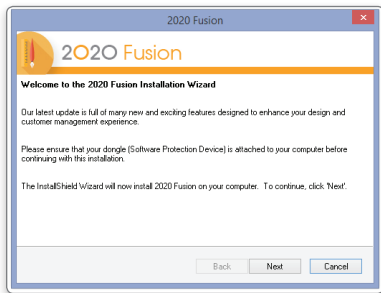 2020 Fusion
2020 Fusion
Welcome to the 2020 Fusion Installation Wizard
Our latest update is full of many new and exciting features designed to enhance your design and
customer management experience.
Please ensure that your dongle (Software Protection Device) is attached to your computer before
continuing with this installation.
The InstallShield Wizard will now install 2020 Fusion on your computer. To continue, click 'Next'.
Back Next Cancel